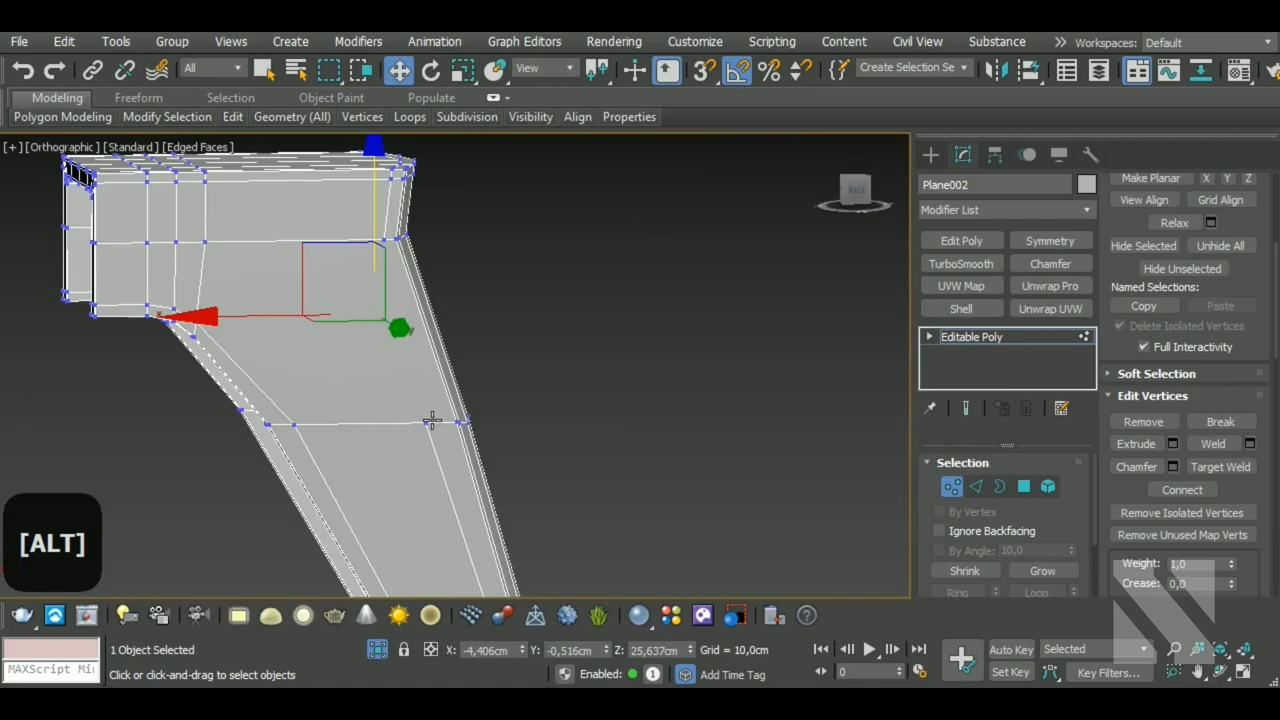 File Edit Tools Group Views Create Modifiers Animation Graph Editors Rendering Customize Scripting Content Civil View Substance Workspaces: Default
All View Create Selection Se
Modeling Freeform Selection Object Paint Populate
Polygon Modeling Modify Selection Edit Geometry (All) Vertices Loops Subdivision Visibility Align Properties
[+] [Orthographic] [Standard] [Edged Faces]
BACK
Plane002
Modifier List
Edit Poly Symmetry
TurboSmooth Chamfer
UVW Map Unwrap Pro
Shell Unwrap UVW
Editable Poly
Selection
By Vertex
Ignore Backfacing
By Angle: 10,0
Shrink Grow
Ring Loop
Make Planar X Y Z
View Align Grid Align
Relax
Hide Selected Unhide All
Hide Unselected
Named Selections:
Copy Paste
Delete Isolated Vertices
Full Interactivity
Soft Selection
Edit Vertices
Remove Break
Extrude Weld
Chamfer Target Weld
Connect
Remove Isolated Vertices
Remove Unused Map Verts
Weight: 1,0
Crease: 0,0
[ALT]
1 Object Selected X: -4,406cm Y: -0,516cm Z: 25,637cm Grid = 10,0cm Auto Key Selected
MAXScript Mi Click or click-and-drag to select objects Enabled: 1 Add Time Tag 0 Set Key Key Filters...